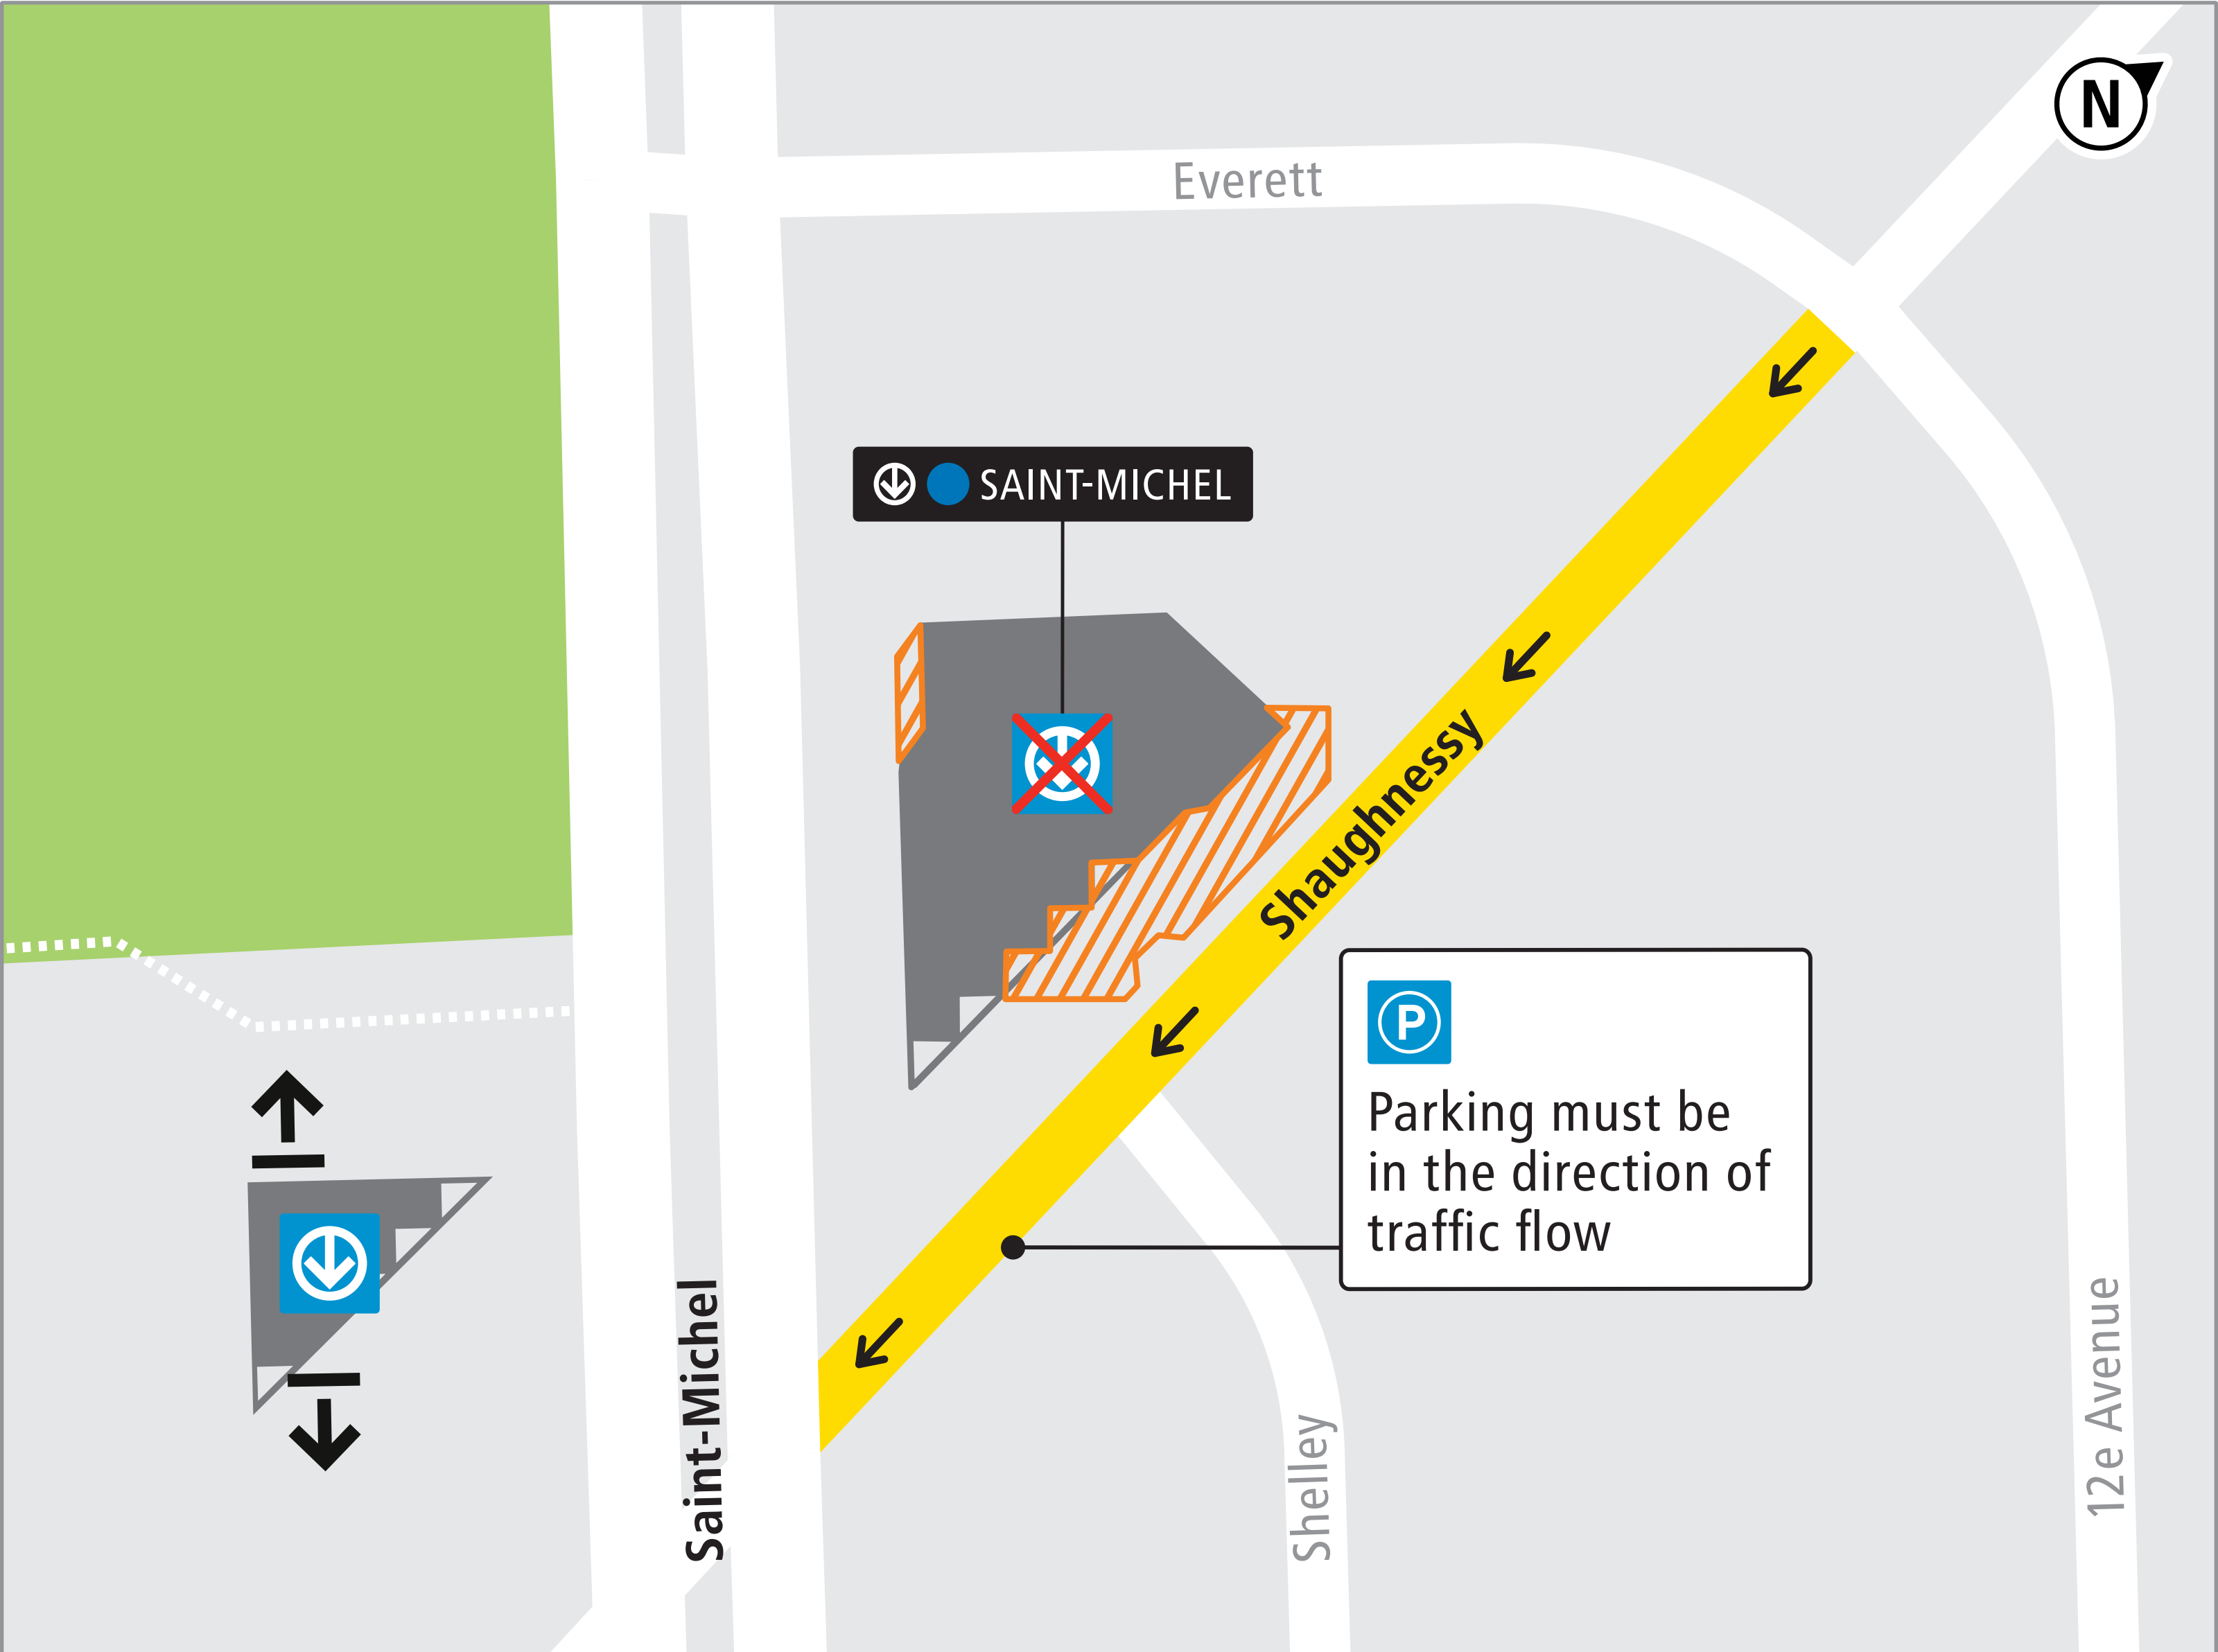 N
Everett
SAINT-MICHEL
Shaughnessy
P
Parking must be
in the direction of
traffic flow
Saint-Michel
Shelley
12e Avenue